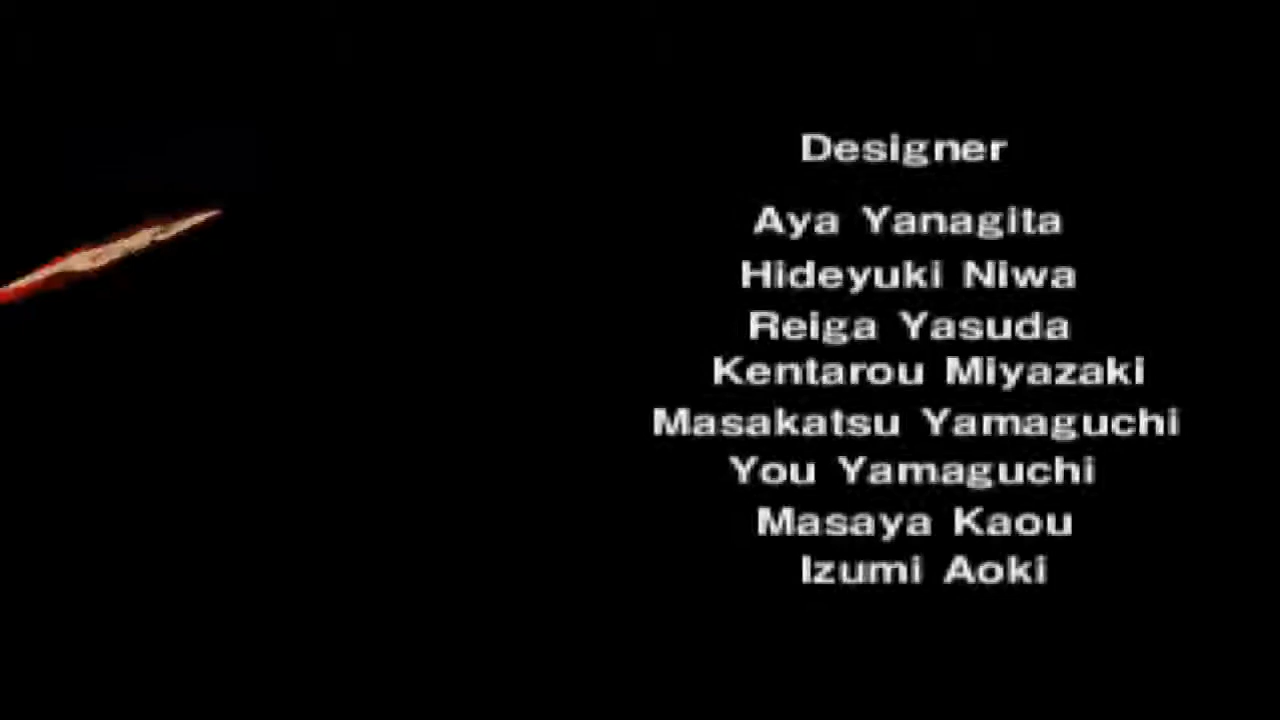 Designer
Aya Yanagita
Hideyuki Niwa
Reiga Yasuda
Kentarou Miyazaki
Masakatsu Yamaguchi
You Yamaguchi
Masaya Kaou
Izumi Aoki